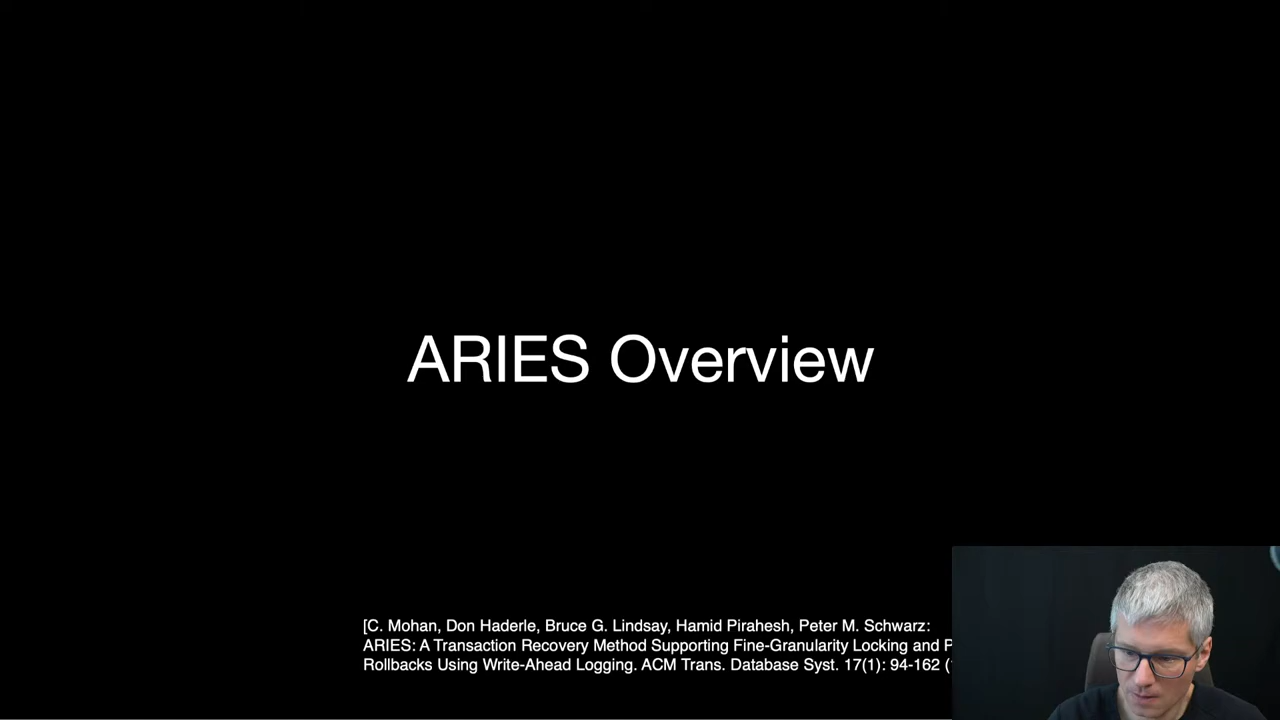 ARIES Overview
[C. Mohan, Don Haderle, Bruce G. Lindsay, Hamid Pirahesh, Peter M. Schwarz:
ARIES: A Transaction Recovery Method Supporting Fine-Granularity Locking and P
Rollbacks Using Write-Ahead Logging. ACM Trans. Database Syst. 17(1): 94-162 (